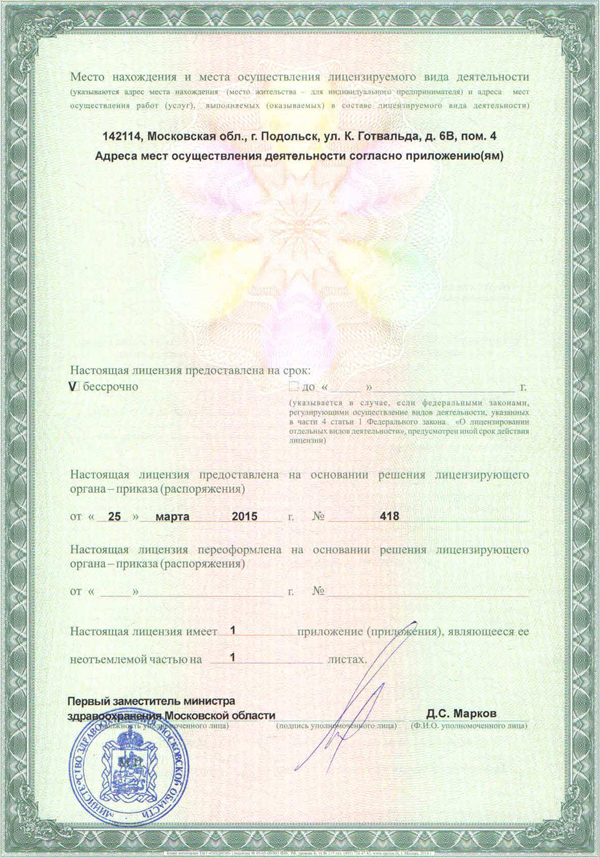 Место нахождения и места осуществления лицензируемого вида деятельности
(указываются адрес места нахождения (место жительства – для индивидуального предпринимателя) и адреса мест
осуществления работ (услуг), выполняемых (оказываемых) в составе лицензируемого вида деятельности)
142114, Московская обл., г. Подольск, ул. К. Готвальда, д. 6В, пом. 4
Адреса мест осуществления деятельности согласно приложению(ям)
Настоящая лицензия предоставлена на срок:
V бессрочно до « » г.
(указывается в случае, если федеральными законами,
регулирующими осуществление видов деятельности, указанных
в части 4 статьи 1 Федерального закона «О лицензировании
отдельных видов деятельности», предусмотрен иной срок действия
лицензии)
Настоящая лицензия предоставлена на основании решения лицензирующего
органа – приказа (распоряжения)
от « 25 » марта 2015 г. № 418
Настоящая лицензия переоформлена на основании решения лицензирующего
органа – приказа (распоряжения)
от « » г. №
Настоящая лицензия имеет 1 приложение (приложения), являющееся ее
неотъемлемой частью на 1 листах.
Первый заместитель министра
здравоохранения Московской области Д.С. Марков
(должность уполномоченного лица) (подпись уполномоченного лица) (Ф.И.О. уполномоченного лица)
МИНИСТЕРСТВО ЗДРАВООХРАНЕНИЯ МОСКОВСКОЙ ОБЛАСТИ